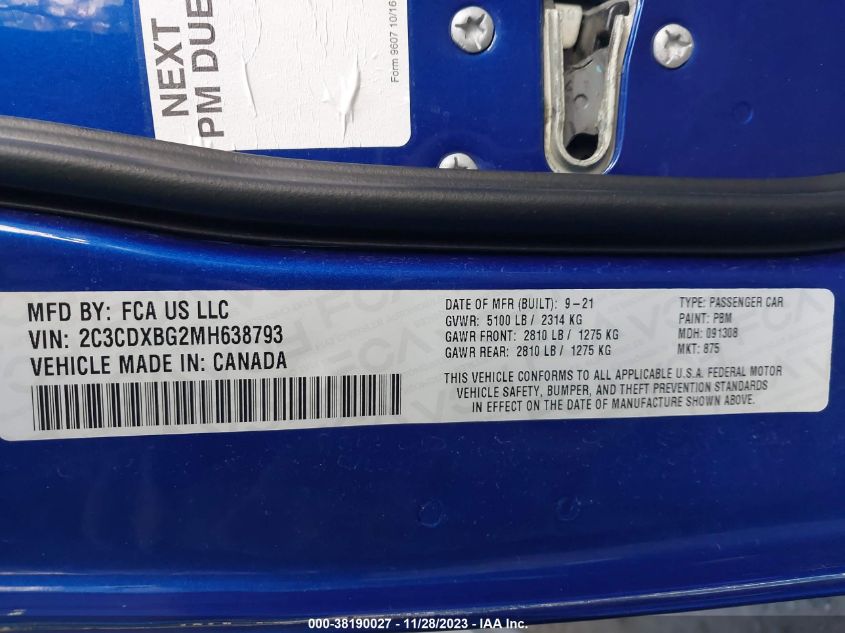 NEXT
PM DUE
Form 9607 10/16
MFD BY: FCA US LLC
VIN: 2C3CDXBG2MH638793
VEHICLE MADE IN: CANADA
DATE OF MFR (BUILT): 9-21
GVWR: 5100 LB / 2314 KG
GAWR FRONT: 2810 LB / 1275 KG
GAWR REAR: 2810 LB / 1275 KG
TYPE: PASSENGER CAR
PAINT: PBM
MDH: 091308
MKT: 875
THIS VEHICLE CONFORMS TO ALL APPLICABLE U.S.A. FEDERAL MOTOR
VEHICLE SAFETY, BUMPER, AND THEFT PREVENTION STANDARDS
IN EFFECT ON THE DATE OF MANUFACTURE SHOWN ABOVE.
000-38190027 - 11/28/2023 - IAA Inc.